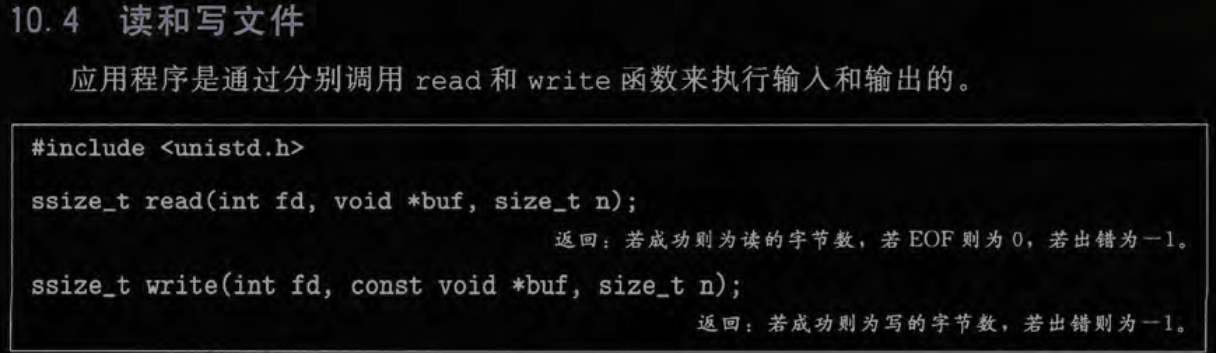 10.4 读和写文件
应用程序是通过分别调用 read 和 write 函数来执行输入和输出的。
#include <unistd.h>
ssize_t read(int fd, void *buf, size_t n);
返回：若成功则为读的字节数，若 EOF 则为 0，若出错为－1。
ssize_t write(int fd, const void *buf, size_t n);
返回：若成功则为写的字节数，若出错则为－1。